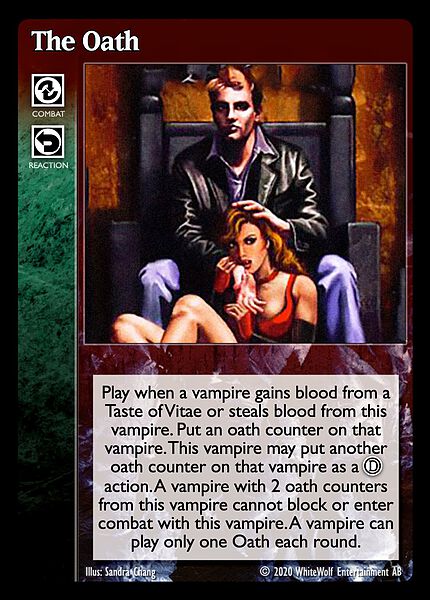 The Oath
COMBAT
REACTION
Play when a vampire gains blood from a
Taste of Vitae or steals blood from this
vampire. Put an oath counter on that
vampire. This vampire may put another
oath counter on that vampire as a Ⓓ
action. A vampire with 2 oath counters
from this vampire cannot block or enter
combat with this vampire. A vampire can
play only one Oath each round.
Illus: Sandra Chang
© 2020 WhiteWolf Entertainment AB